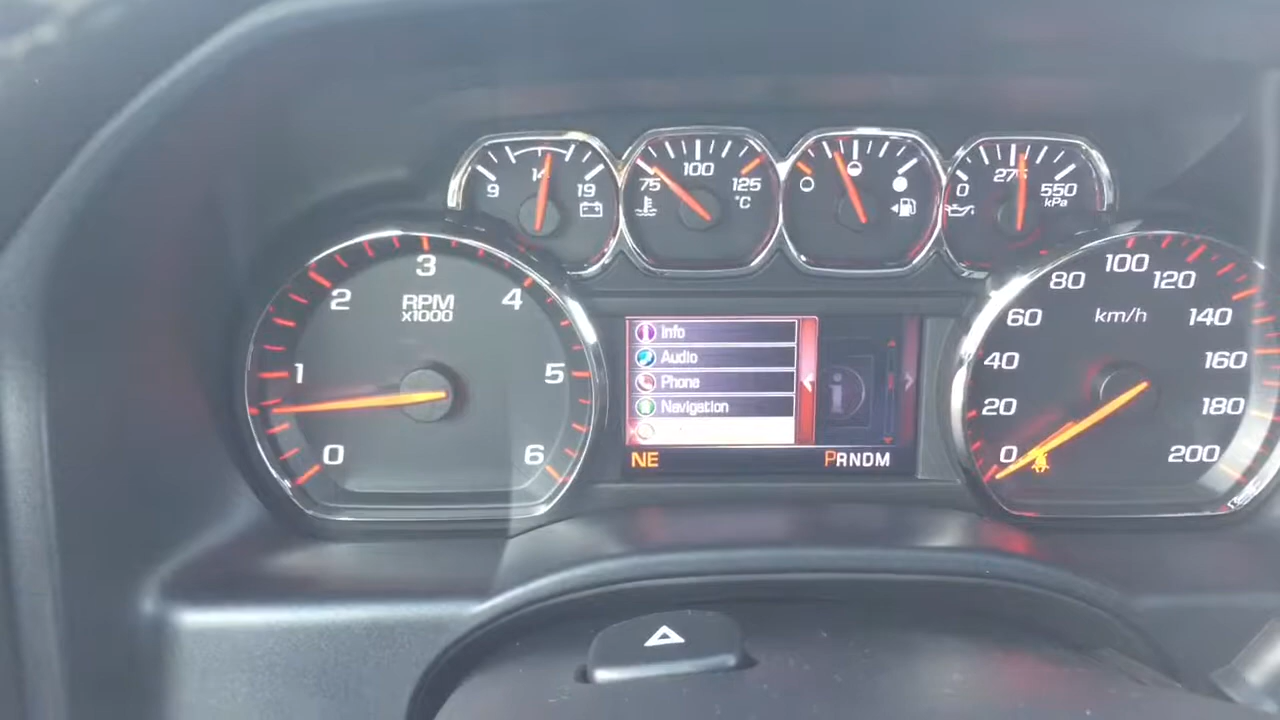 9 14 19
75 100 125
°C
0 275 550
kPa
0 1 2 3 4 5 6
RPM
x1000
Info
Audio
Phone
Navigation
NE PRNDM
0 20 40 60 80 100 120 140 160 180 200
km/h